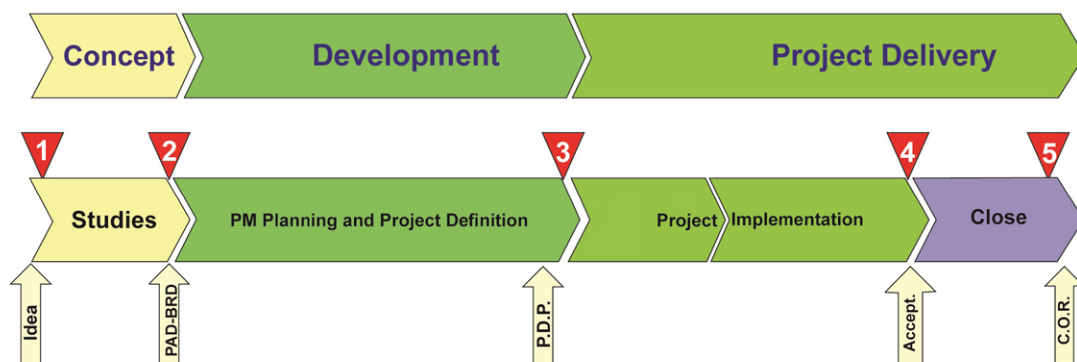 Concept
Development
Project Delivery
1
2
3
4
5
Studies
PM Planning and Project Definition
Project
Implementation
Close
Idea
PAD-BRD
P.D.P.
Accept.
C.O.R.